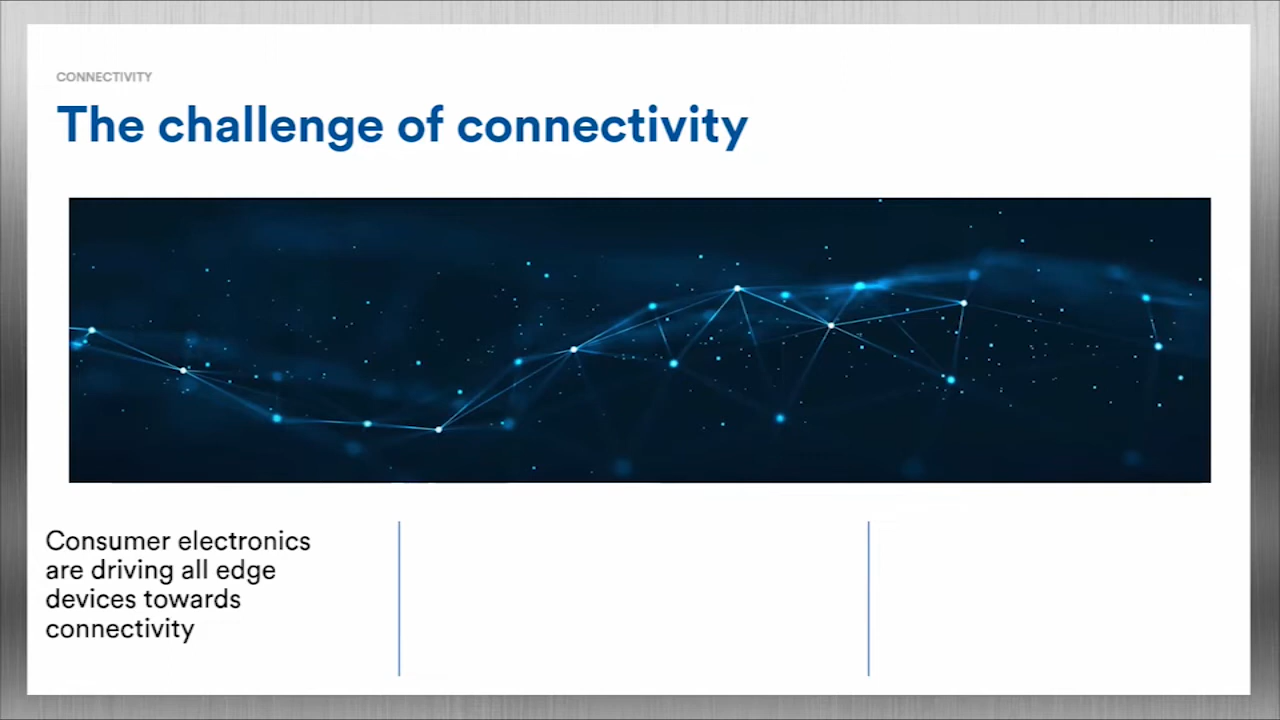 CONNECTIVITY
The challenge of connectivity
Consumer electronics
are driving all edge
devices towards
connectivity